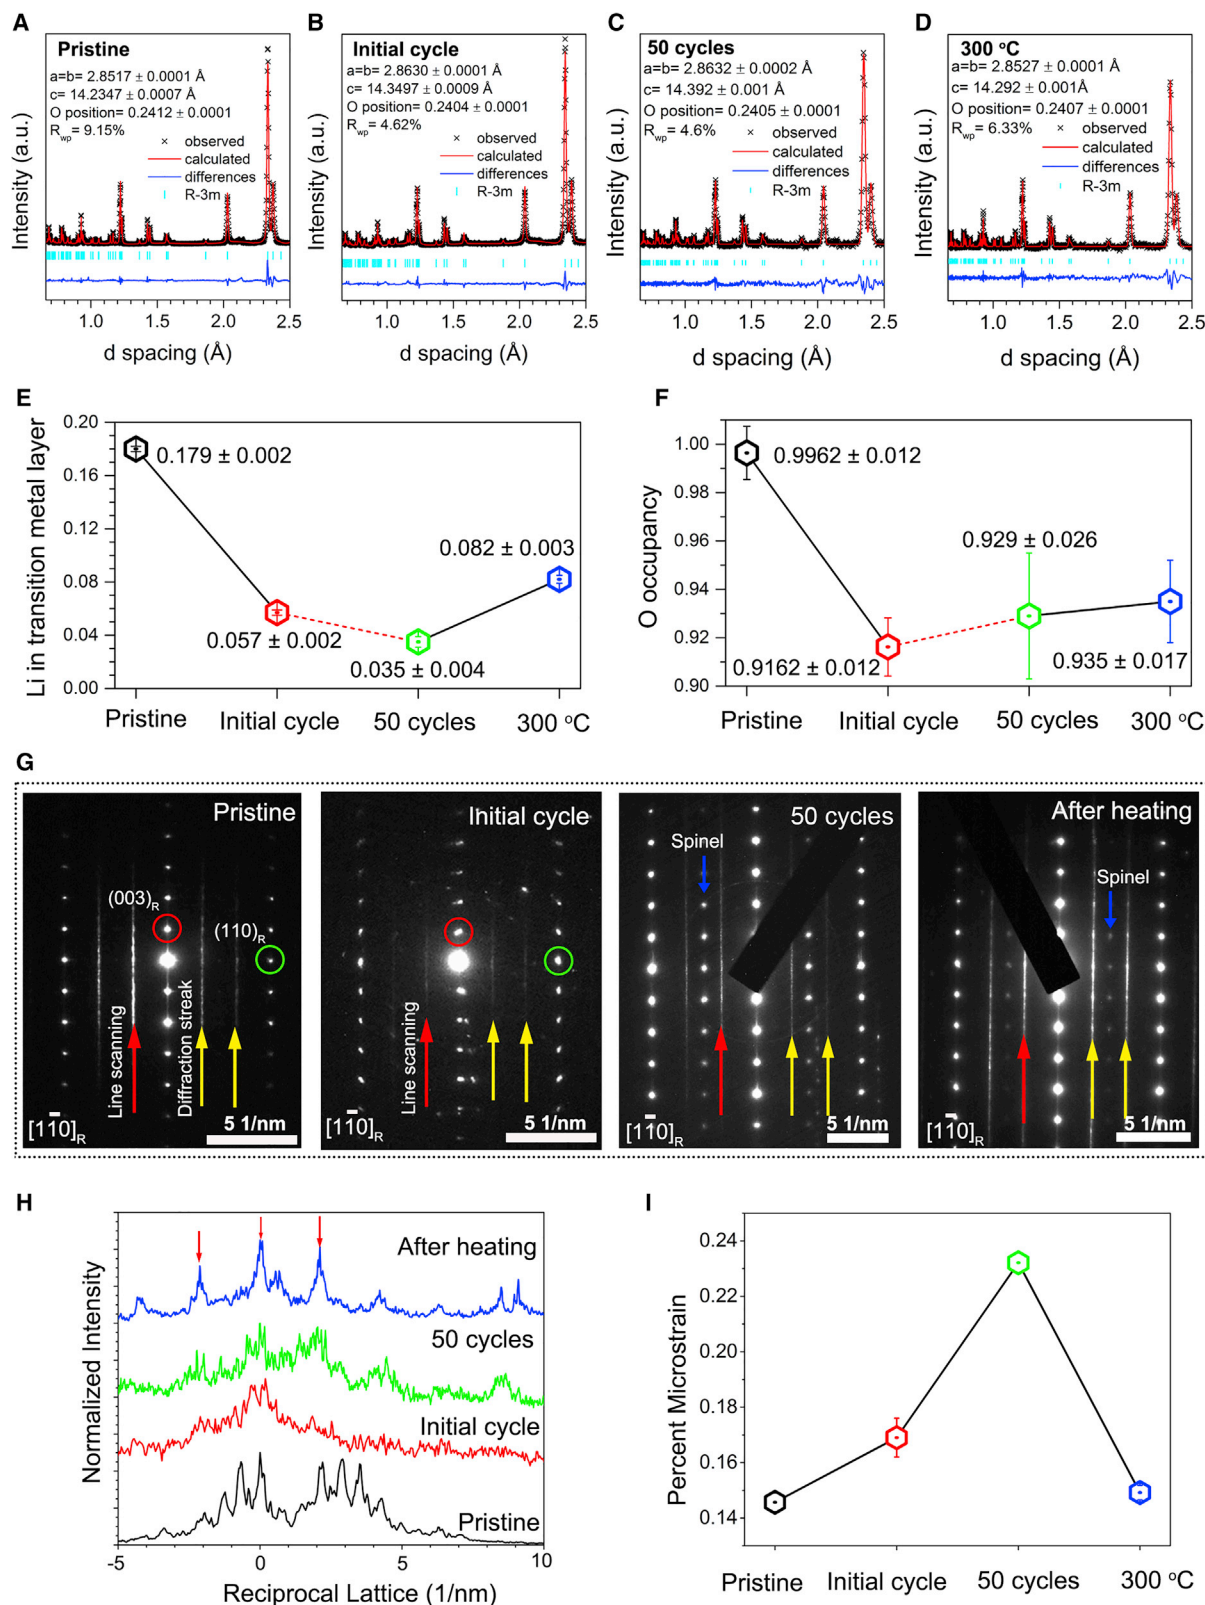 A
Pristine
a=b= 2.8517 ± 0.0001 Å
c= 14.2347 ± 0.0007 Å
O position= 0.2412 ± 0.0001
Rwp= 9.15%
observed
calculated
differences
R-3m
Intensity (a.u.)
1.0 1.5 2.0 2.5
d spacing (Å)
B
Initial cycle
a=b= 2.8630 ± 0.0001 Å
c= 14.3497 ± 0.0009 Å
O position= 0.2404 ± 0.0001
Rwp= 4.62%
observed
calculated
differences
R-3m
Intensity (a.u.)
1.0 1.5 2.0 2.5
d spacing (Å)
C
50 cycles
a=b= 2.8632 ± 0.0002 Å
c= 14.392 ± 0.001 Å
O position= 0.2405 ± 0.0001
Rwp= 4.6%
observed
calculated
differences
R-3m
Intensity (a.u.)
1.0 1.5 2.0 2.5
d spacing (Å)
D
300 °C
a=b= 2.8527 ± 0.0001 Å
c= 14.292 ± 0.001Å
O position= 0.2407 ± 0.0001
Rwp= 6.33%
observed
calculated
differences
R-3m
Intensity (a.u.)
1.0 1.5 2.0 2.5
d spacing (Å)
E
Li in transition metal layer
0.20
0.16
0.12
0.08
0.04
0.00
0.179 ± 0.002
0.057 ± 0.002
0.035 ± 0.004
0.082 ± 0.003
Pristine Initial cycle 50 cycles 300 °C
F
O occupancy
1.00
0.98
0.96
0.94
0.92
0.90
0.9962 ± 0.012
0.9162 ± 0.012
0.929 ± 0.026
0.935 ± 0.017
Pristine Initial cycle 50 cycles 300 °C
G
Pristine
(003)R
(110)R
Line scanning
Diffraction streak
[11̄0]R
5 1/nm
Initial cycle
Line scanning
[11̄0]R
5 1/nm
50 cycles
Spinel
[11̄0]R
5 1/nm
After heating
Spinel
[11̄0]R
5 1/nm
H
Normalized Intensity
After heating
50 cycles
Initial cycle
Pristine
-5 0 5 10
Reciprocal Lattice (1/nm)
I
Percent Microstrain
0.24
0.22
0.20
0.18
0.16
0.14
Pristine Initial cycle 50 cycles 300 °C